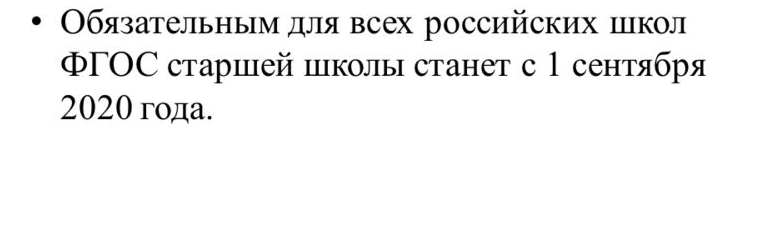 • Обязательным для всех российских школ
ФГОС старшей школы станет с 1 сентября
2020 года.